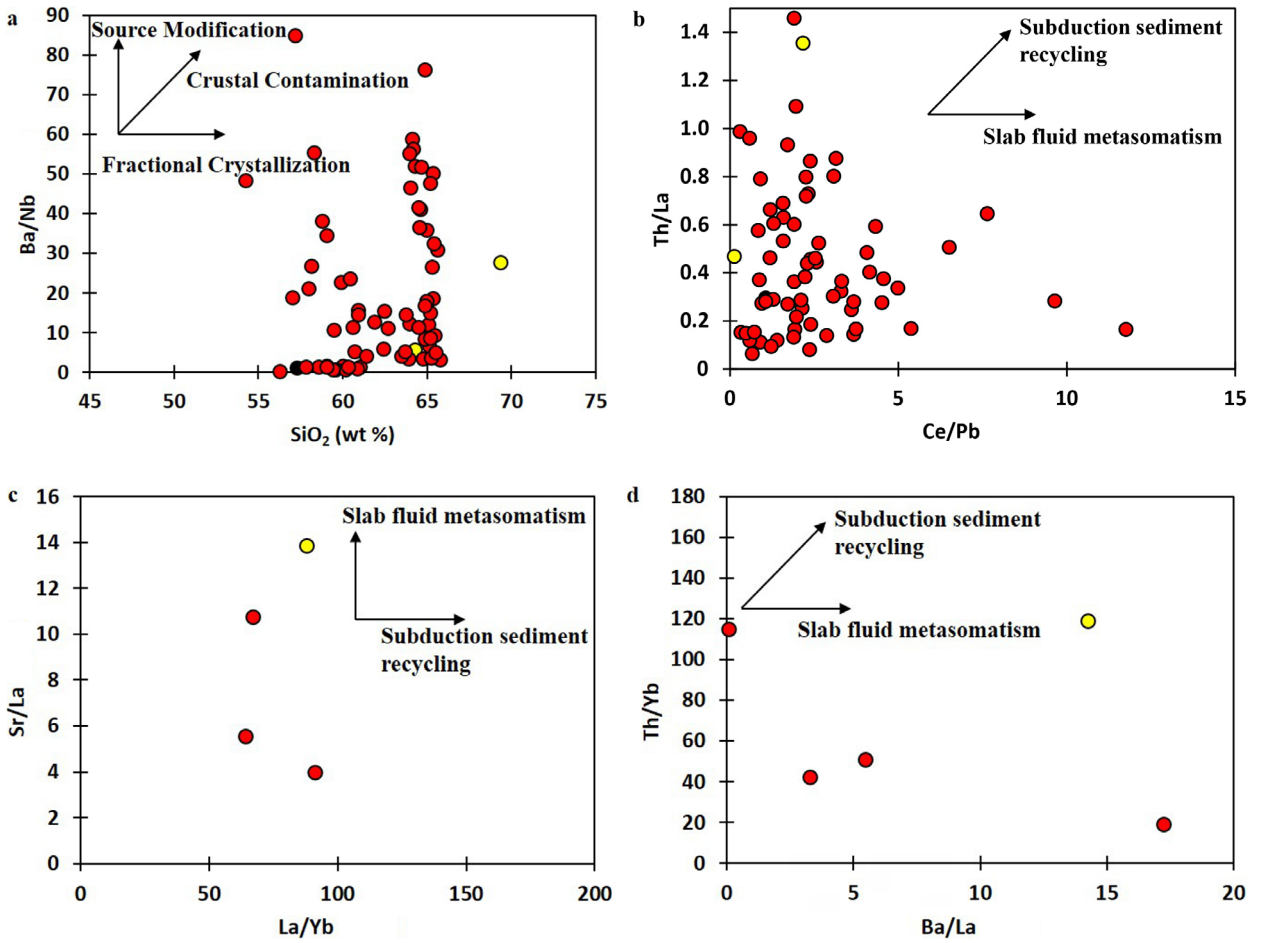 a
90
80
70
60
50
40
30
20
10
0
Ba/Nb
Source Modification
Crustal Contamination
Fractional Crystallization
45 50 55 60 65 70 75
SiO2 (wt %)
b
1.4
1.2
1.0
0.8
0.6
0.4
0.2
0
Th/La
Subduction sediment
recycling
Slab fluid metasomatism
0 5 10 15
Ce/Pb
c
16
14
12
10
8
6
4
2
0
Sr/La
Slab fluid metasomatism
Subduction sediment
recycling
0 50 100 150 200
La/Yb
d
180
160
140
120
100
80
60
40
20
0
Th/Yb
Subduction sediment
recycling
Slab fluid metasomatism
0 5 10 15 20
Ba/La